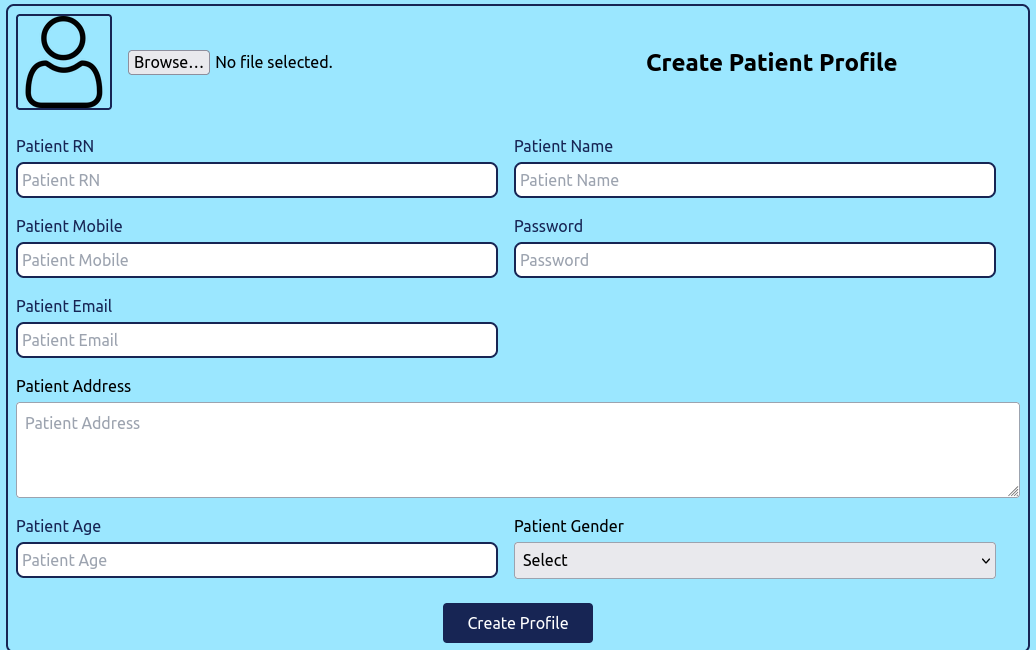 Browse... No file selected.
Create Patient Profile
Patient RN
Patient Name
Patient RN
Patient Name
Patient Mobile
Password
Patient Mobile
Password
Patient Email
Patient Email
Patient Address
Patient Address
Patient Age
Patient Gender
Patient Age
Select
Create Profile